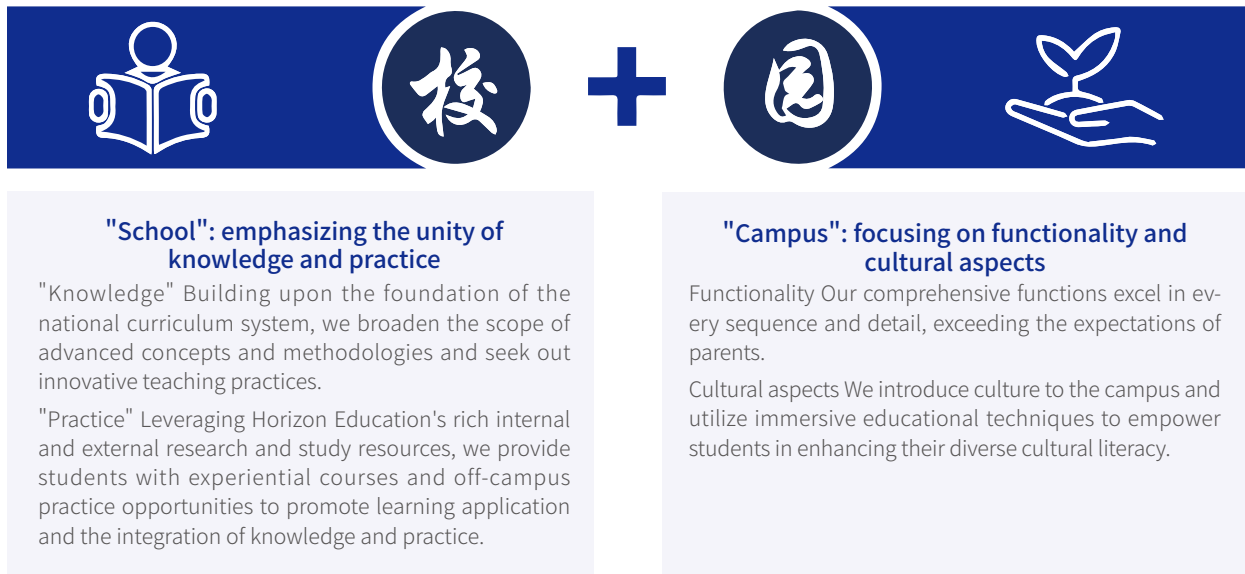 校
园
"School": emphasizing the unity of
knowledge and practice
"Knowledge" Building upon the foundation of the
national curriculum system, we broaden the scope of
advanced concepts and methodologies and seek out
innovative teaching practices.
"Practice" Leveraging Horizon Education's rich internal
and external research and study resources, we provide
students with experiential courses and off-campus
practice opportunities to promote learning application
and the integration of knowledge and practice.
"Campus": focusing on functionality and
cultural aspects
Functionality Our comprehensive functions excel in ev-
ery sequence and detail, exceeding the expectations of
parents.
Cultural aspects We introduce culture to the campus and
utilize immersive educational techniques to empower
students in enhancing their diverse cultural literacy.